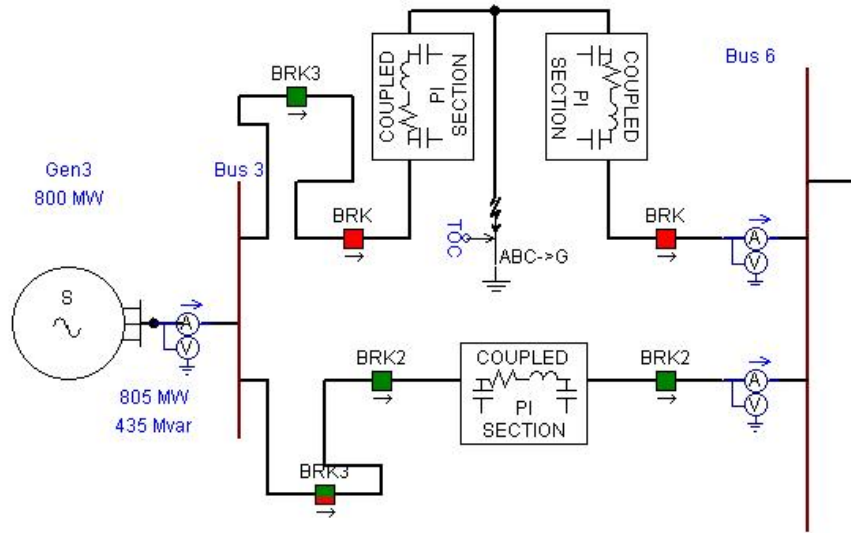 BRK3
COUPLED
PI
SECTION
COUPLED
PI
SECTION
Bus 6
Gen3
800 MW
Bus 3
BRK
BRK
A
V
TOC
ABC->G
S
A
V
BRK2
COUPLED
PI
SECTION
BRK2
A
V
805 MW
435 Mvar
BRK3